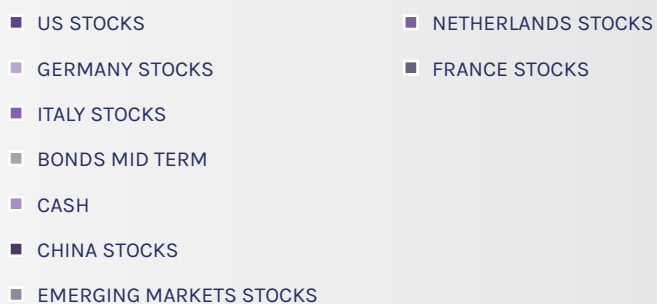 US STOCKS
GERMANY STOCKS
ITALY STOCKS
BONDS MID TERM
CASH
CHINA STOCKS
EMERGING MARKETS STOCKS
NETHERLANDS STOCKS
FRANCE STOCKS